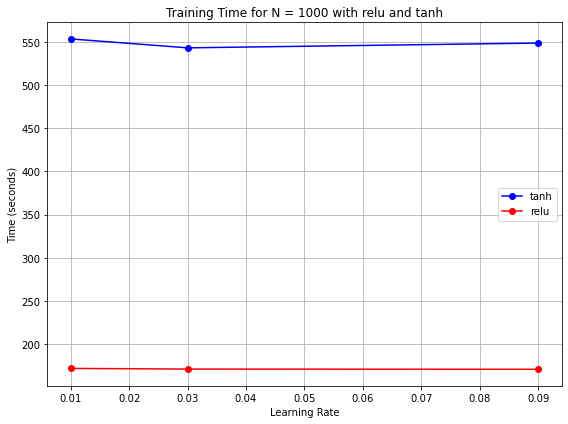 Training Time for N = 1000 with relu and tanh
Time (seconds)
550
500
450
400
350
300
250
200
tanh
relu
0.01 0.02 0.03 0.04 0.05 0.06 0.07 0.08 0.09
Learning Rate